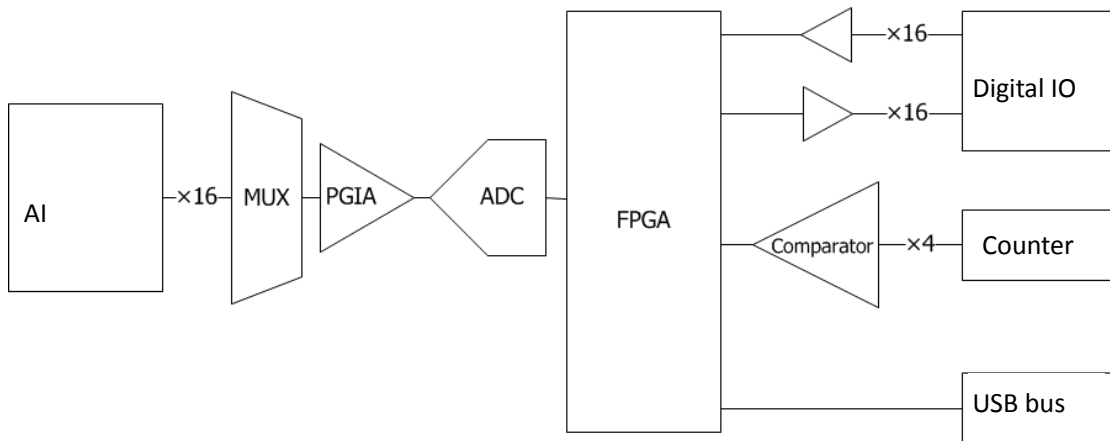 AI
×16
MUX
PGIA
ADC
FPGA
×16
Digital IO
×16
Comparator
×4
Counter
USB bus